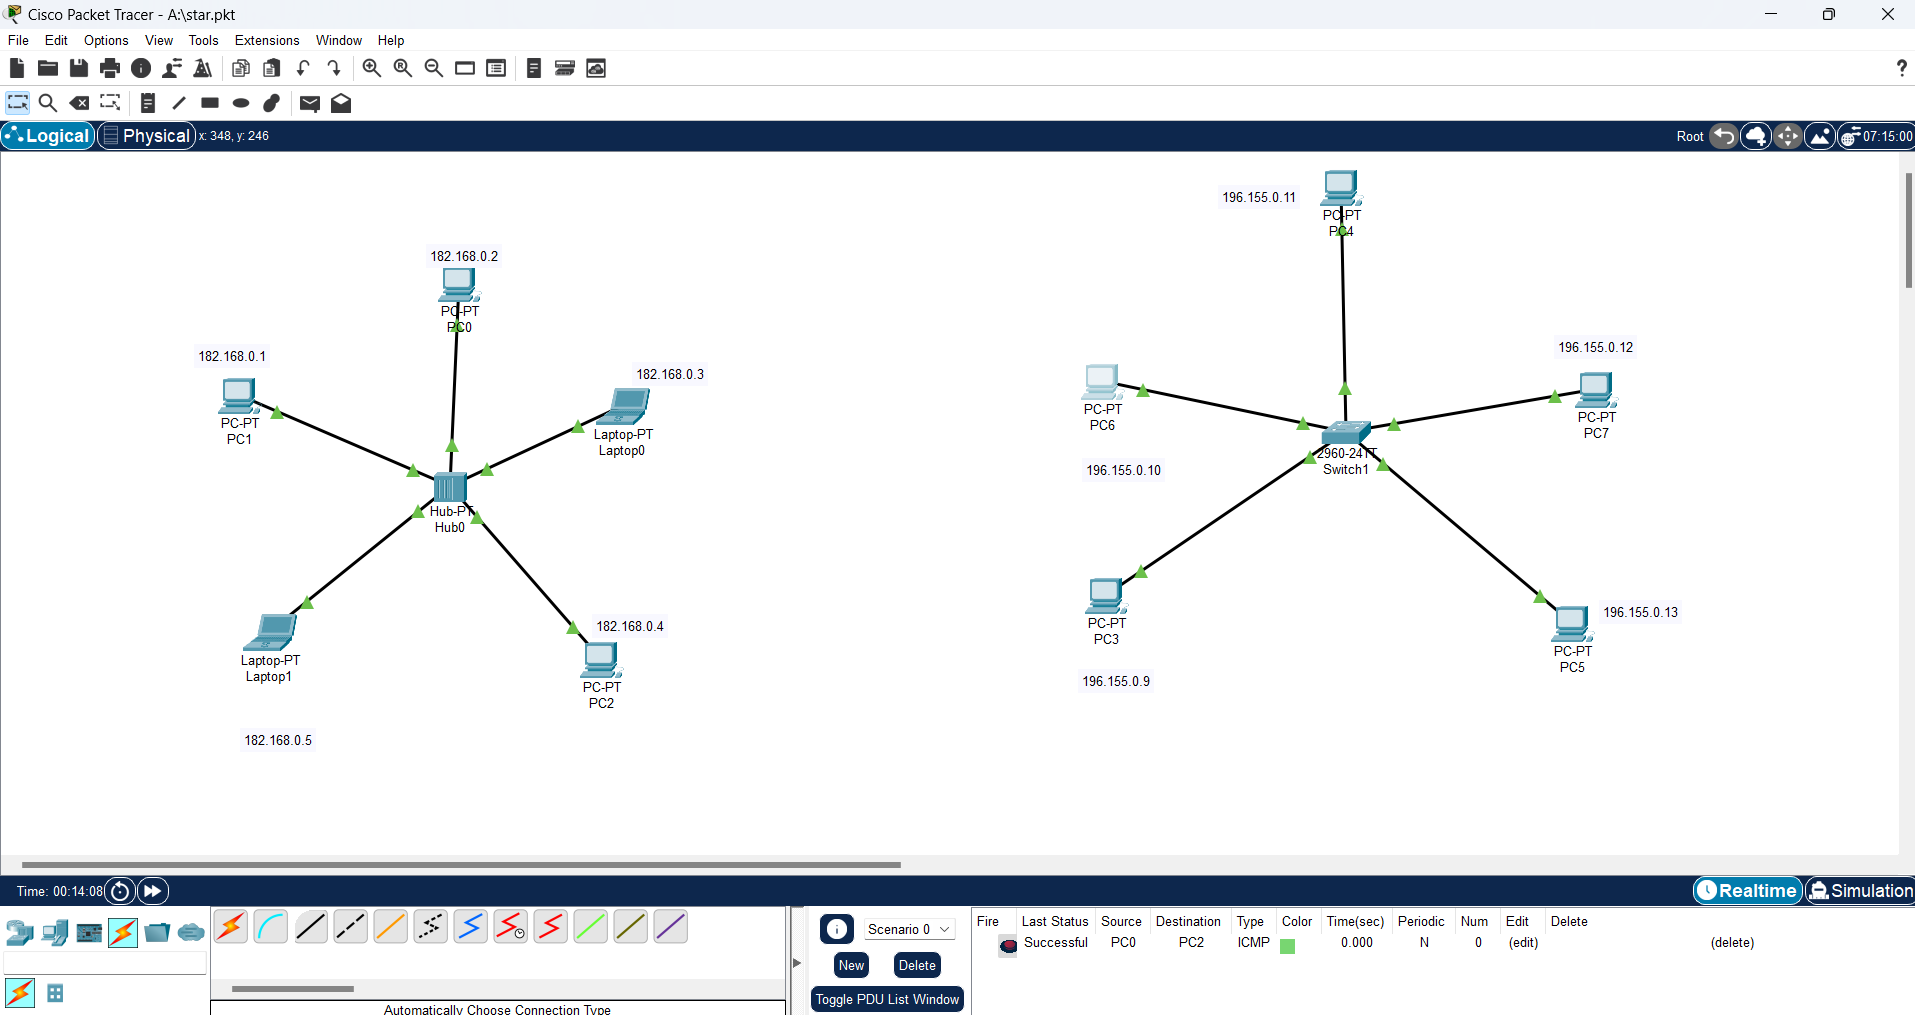 Cisco Packet Tracer - A:\star.pkt
File Edit Options View Tools Extensions Window Help
?
Logical Physical x: 348, y: 246 Root 07:15:00
196.155.0.11
PC-PT
PC4
182.168.0.2
PC-PT
PC0
182.168.0.1
PC-PT
PC1
182.168.0.3
Laptop-PT
Laptop0
Hub-PT
Hub0
Laptop-PT
Laptop1
182.168.0.5
182.168.0.4
PC-PT
PC2
PC-PT
PC6
196.155.0.10
196.155.0.12
PC-PT
PC7
2960-24TT
Switch1
PC-PT
PC3
196.155.0.9
196.155.0.13
PC-PT
PC5
Time: 00:14:08 Realtime Simulation
Scenario 0
New Delete
Toggle PDU List Window
Fire Last Status Source Destination Type Color Time(sec) Periodic Num Edit Delete
Successful PC0 PC2 ICMP 0.000 N 0 (edit) (delete)
Automatically Choose Connection Type